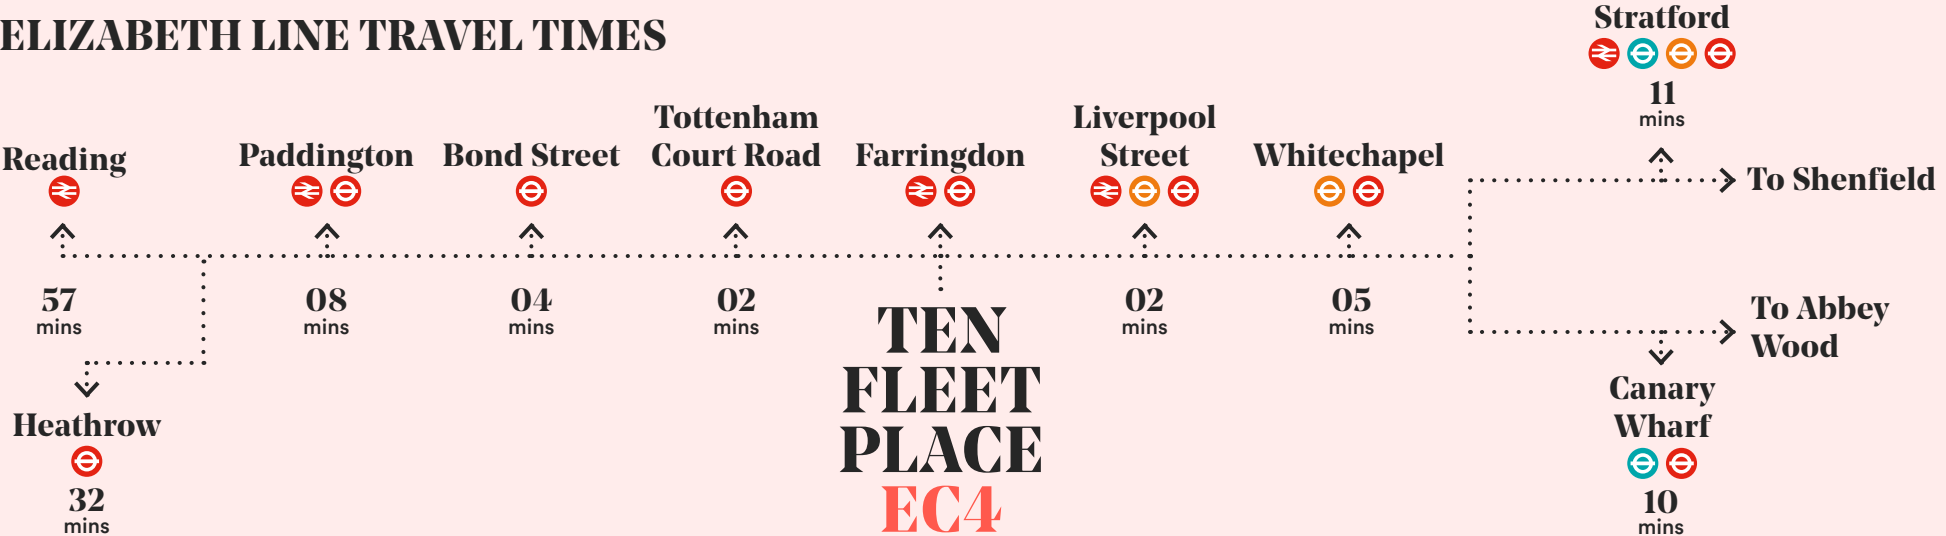 ELIZABETH LINE TRAVEL TIMES
Reading
57
mins
Heathrow
32
mins
Paddington
08
mins
Bond Street
04
mins
Tottenham
Court Road
02
mins
Farringdon
TEN
FLEET
PLACE
EC4
Liverpool
Street
02
mins
Whitechapel
05
mins
Stratford
11
mins
To Shenfield
To Abbey
Wood
Canary
Wharf
10
mins